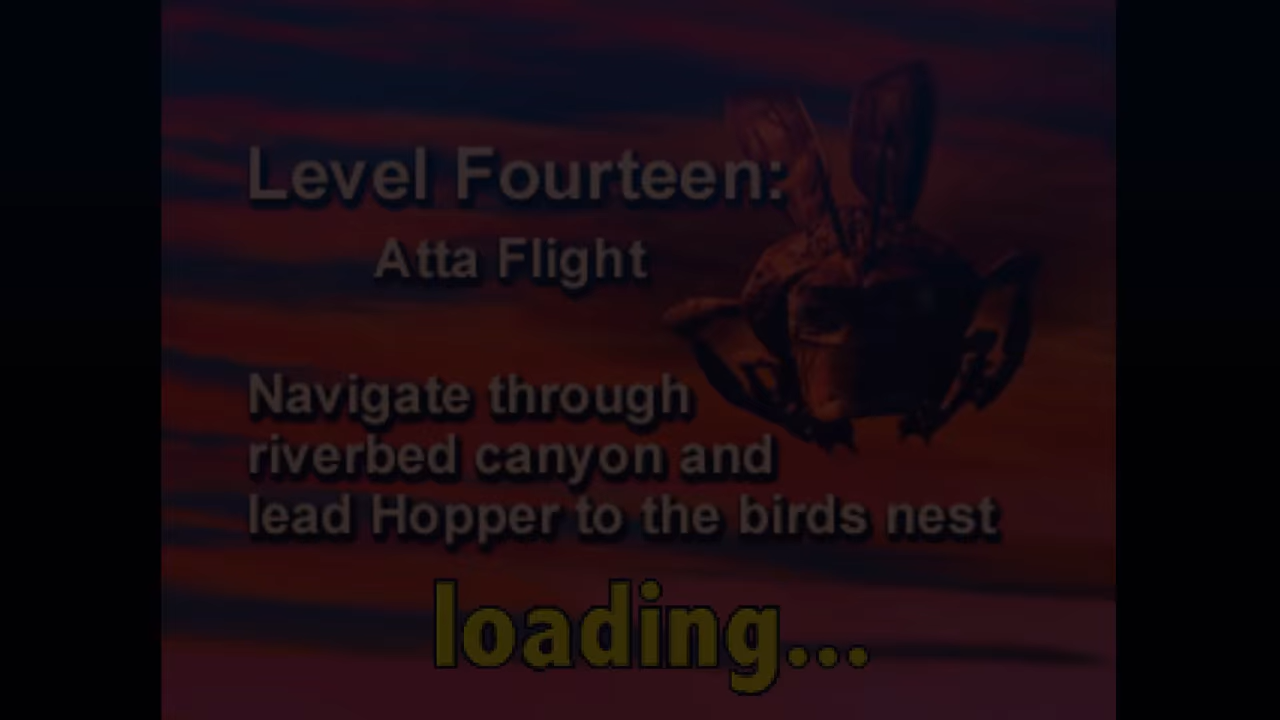 Level Fourteen:
Atta Flight
Navigate through
riverbed canyon and
lead Hopper to the birds nest
loading...